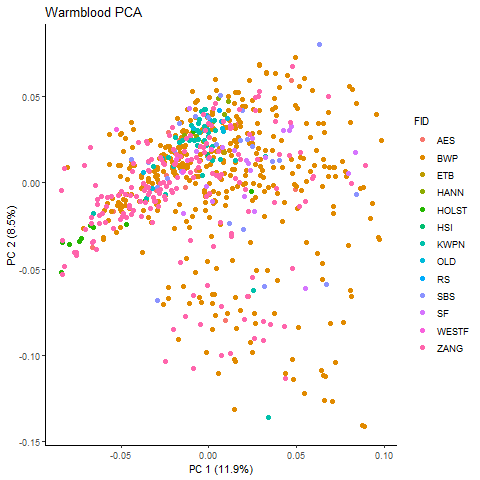 Warmblood PCA
0.05
0.00
-0.05
-0.10
-0.15
PC 2 (8.5%)
-0.05
0.00
0.05
0.10
PC 1 (11.9%)
FID
AES
BWP
ETB
HANN
HOLST
HSI
KWPN
OLD
RS
SBS
SF
WESTF
ZANG